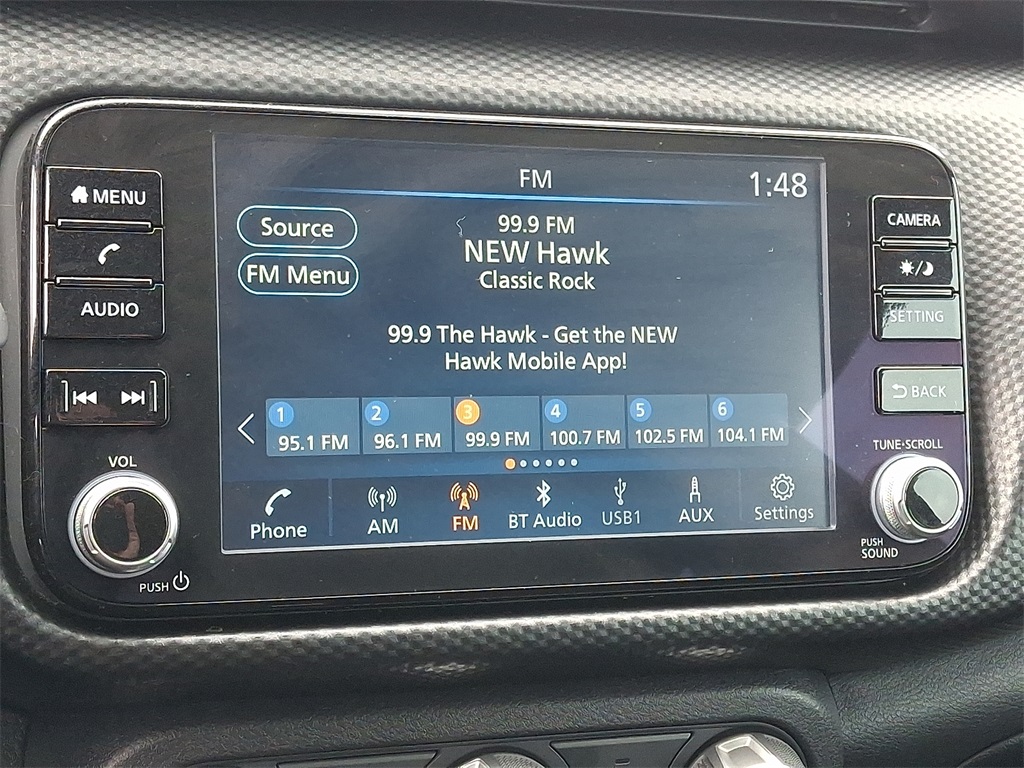 FM
1:48
MENU
AUDIO
VOL
PUSH
Source
FM Menu
99.9 FM
NEW Hawk
Classic Rock
99.9 The Hawk - Get the NEW
Hawk Mobile App!
1 2 3 4 5 6
95.1 FM 96.1 FM 99.9 FM 100.7 FM 102.5 FM 104.1 FM
Phone AM FM BT Audio USB1 AUX Settings
CAMERA
SETTING
BACK
TUNE·SCROLL
PUSH
SOUND